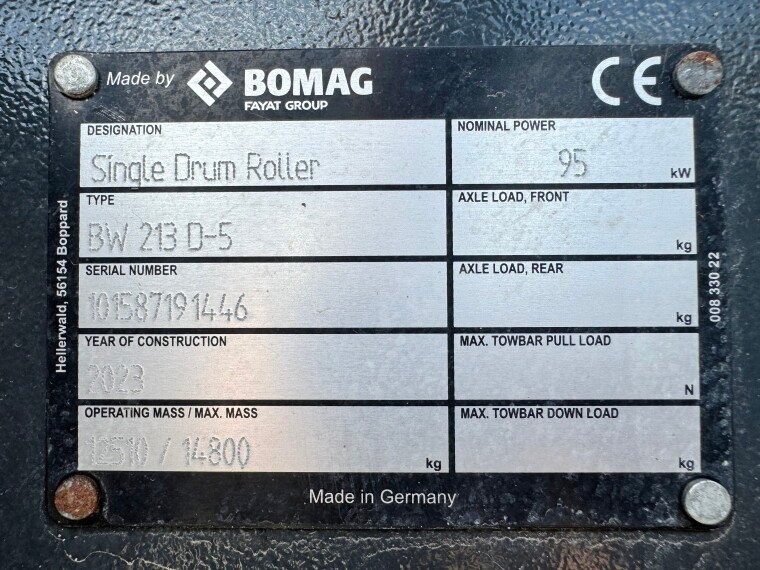 Made by BOMAG CE
FAYAT GROUP
DESIGNATION
Single Drum Roller
NOMINAL POWER
95 kW
TYPE
BW 213 D-5
AXLE LOAD, FRONT
kg
SERIAL NUMBER
101587191446
AXLE LOAD, REAR
kg
YEAR OF CONSTRUCTION
2023
MAX. TOWBAR PULL LOAD
N
OPERATING MASS / MAX. MASS
12510 / 14800 kg
MAX. TOWBAR DOWN LOAD
kg
Made in Germany
Hellerwald, 56154 Boppard
008 330 22